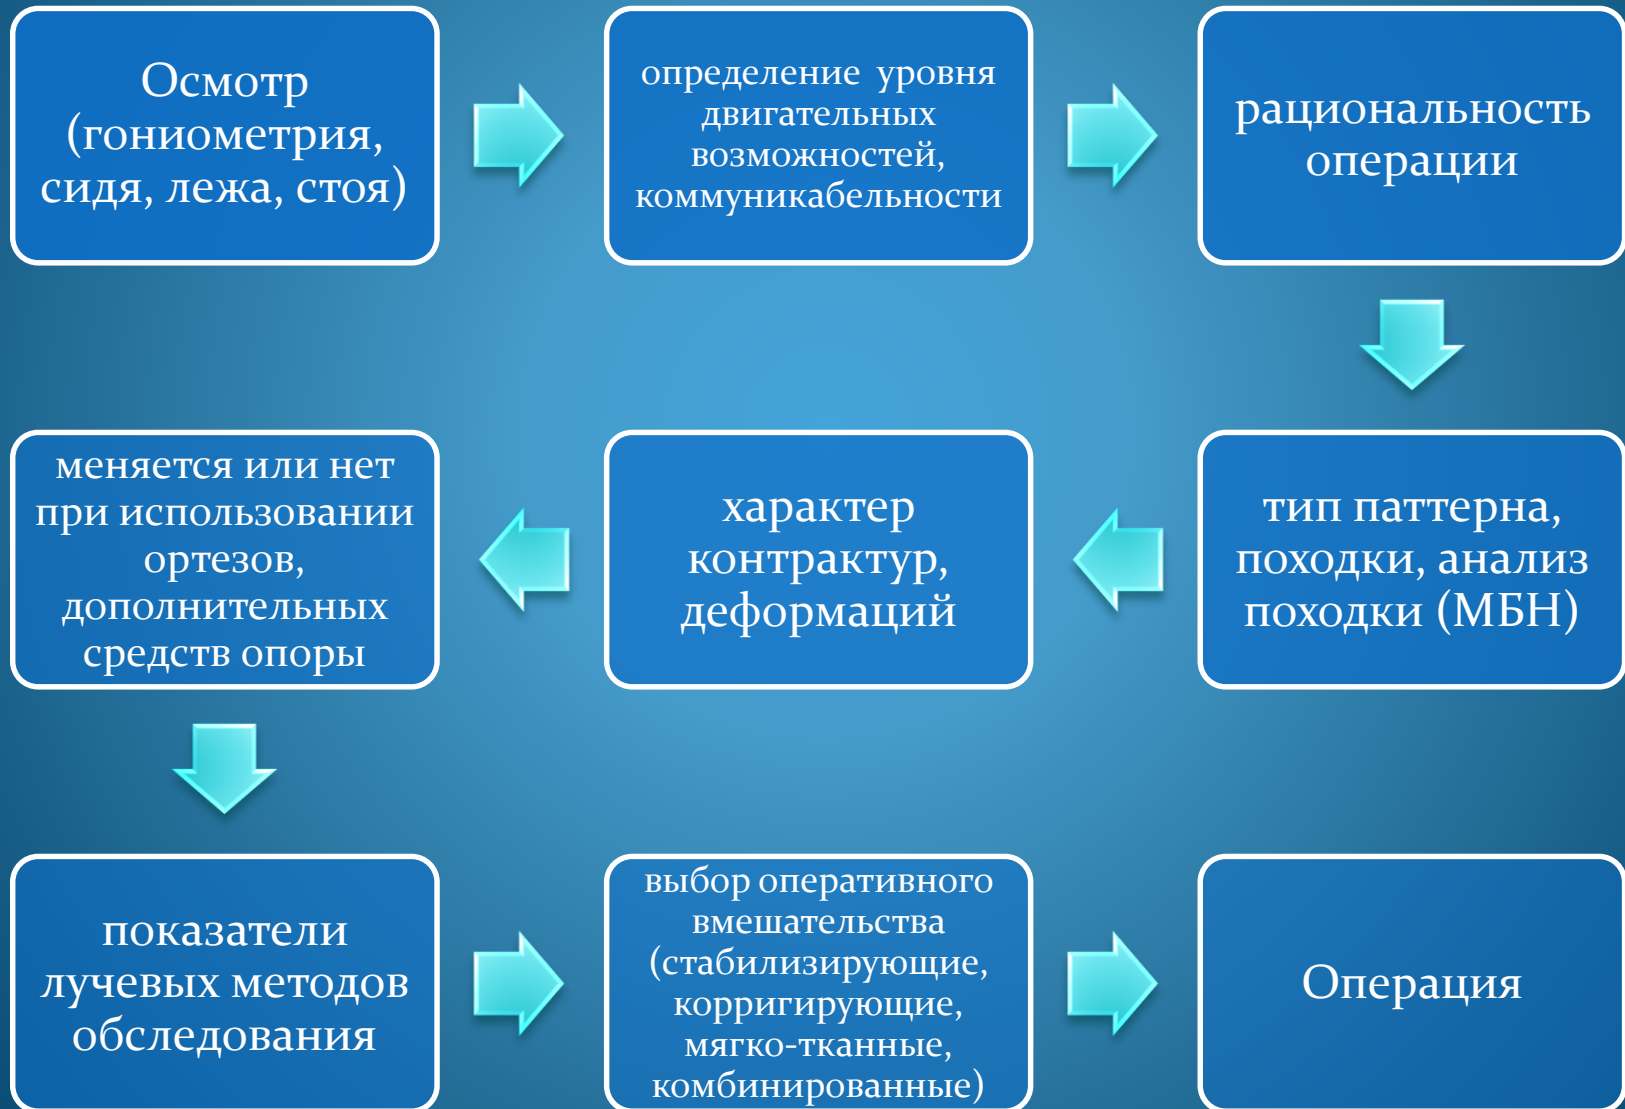 Осмотр
(гониометрия,
сидя, лежа, стоя)
определение уровня
двигательных
возможностей,
коммуникабельности
рациональность
операции
тип паттерна,
походки, анализ
походки (МБН)
характер
контрактур,
деформаций
меняется или нет
при использовании
ортезов,
дополнительных
средств опоры
показатели
лучевых методов
обследования
выбор оперативного
вмешательства
(стабилизирующие,
корригирующие,
мягко-тканные,
комбинированные)
Операция